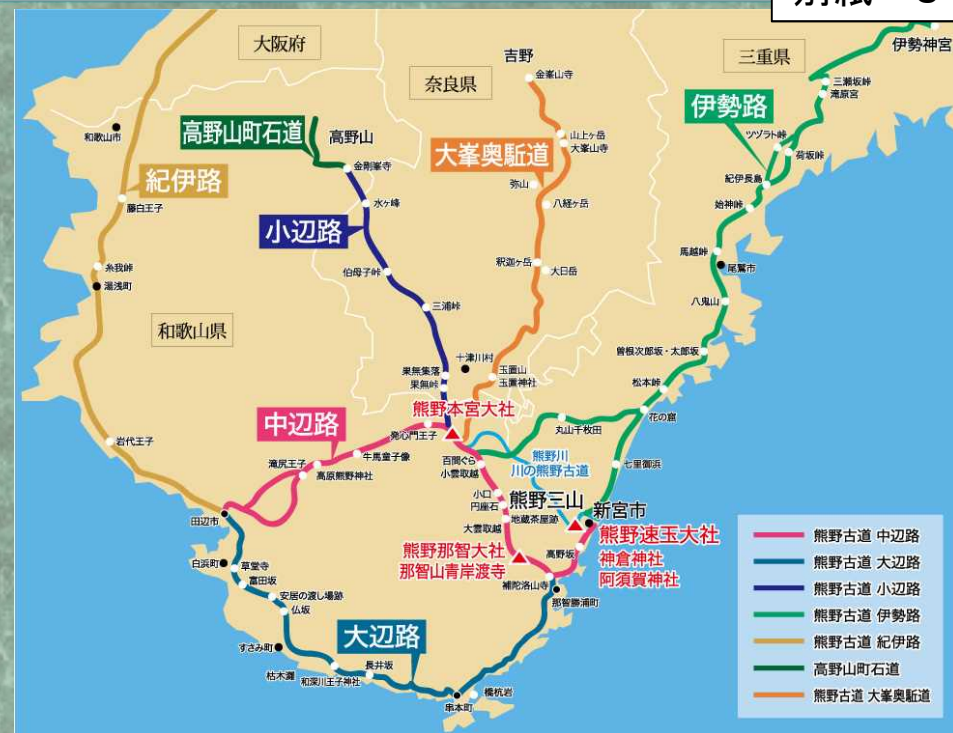 大阪府
吉野
金峯山寺
奈良県
三重県
伊勢神宮
三瀬坂峠
滝原宮
伊勢路
ツヅラト峠
荷坂峠
紀伊長島
始神峠
馬越峠
尾鷲市
八鬼山
曽根次郎坂・太郎坂
松本峠
花の窟
七里御浜
丸山千枚田
和歌山市
高野山町石道
高野山
金剛峯寺
大峯奥駈道
山上ヶ岳
大峯山寺
弥山
八経ヶ岳
釈迦ヶ岳
大日岳
紀伊路
藤白王子
水ヶ峰
小辺路
伯母子峠
三浦峠
糸我峠
湯浅町
和歌山県
十津川村
果無集落
果無峠
玉置山
玉置神社
熊野本宮大社
発心門王子
中辺路
牛馬童子像
滝尻王子
高原熊野神社
岩代王子
田辺市
百間ぐら
小雲取越
熊野川
川の熊野古道
小口
円座石
熊野三山
地蔵茶屋跡
大雲取越
新宮市
熊野速玉大社
神倉神社
阿須賀神社
熊野那智大社
那智山青岸渡寺
高野坂
補陀洛山寺
那智勝浦町
白浜町
草堂寺
富田坂
安居の渡し場跡
仏坂
大辺路
すさみ町
長井坂
枯木灘
和深川王子神社
橋杭岩
串本町
熊野古道 中辺路
熊野古道 大辺路
熊野古道 小辺路
熊野古道 伊勢路
熊野古道 紀伊路
高野山町石道
熊野古道 大峯奥駈道